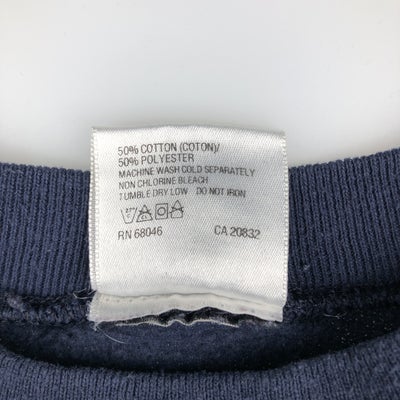 50% COTTON (COTON)/
50% POLYESTER
MACHINE WASH COLD SEPARATELY
NON CHLORINE BLEACH
TUMBLE DRY LOW DO NOT IRON
RN 68046 CA 20832